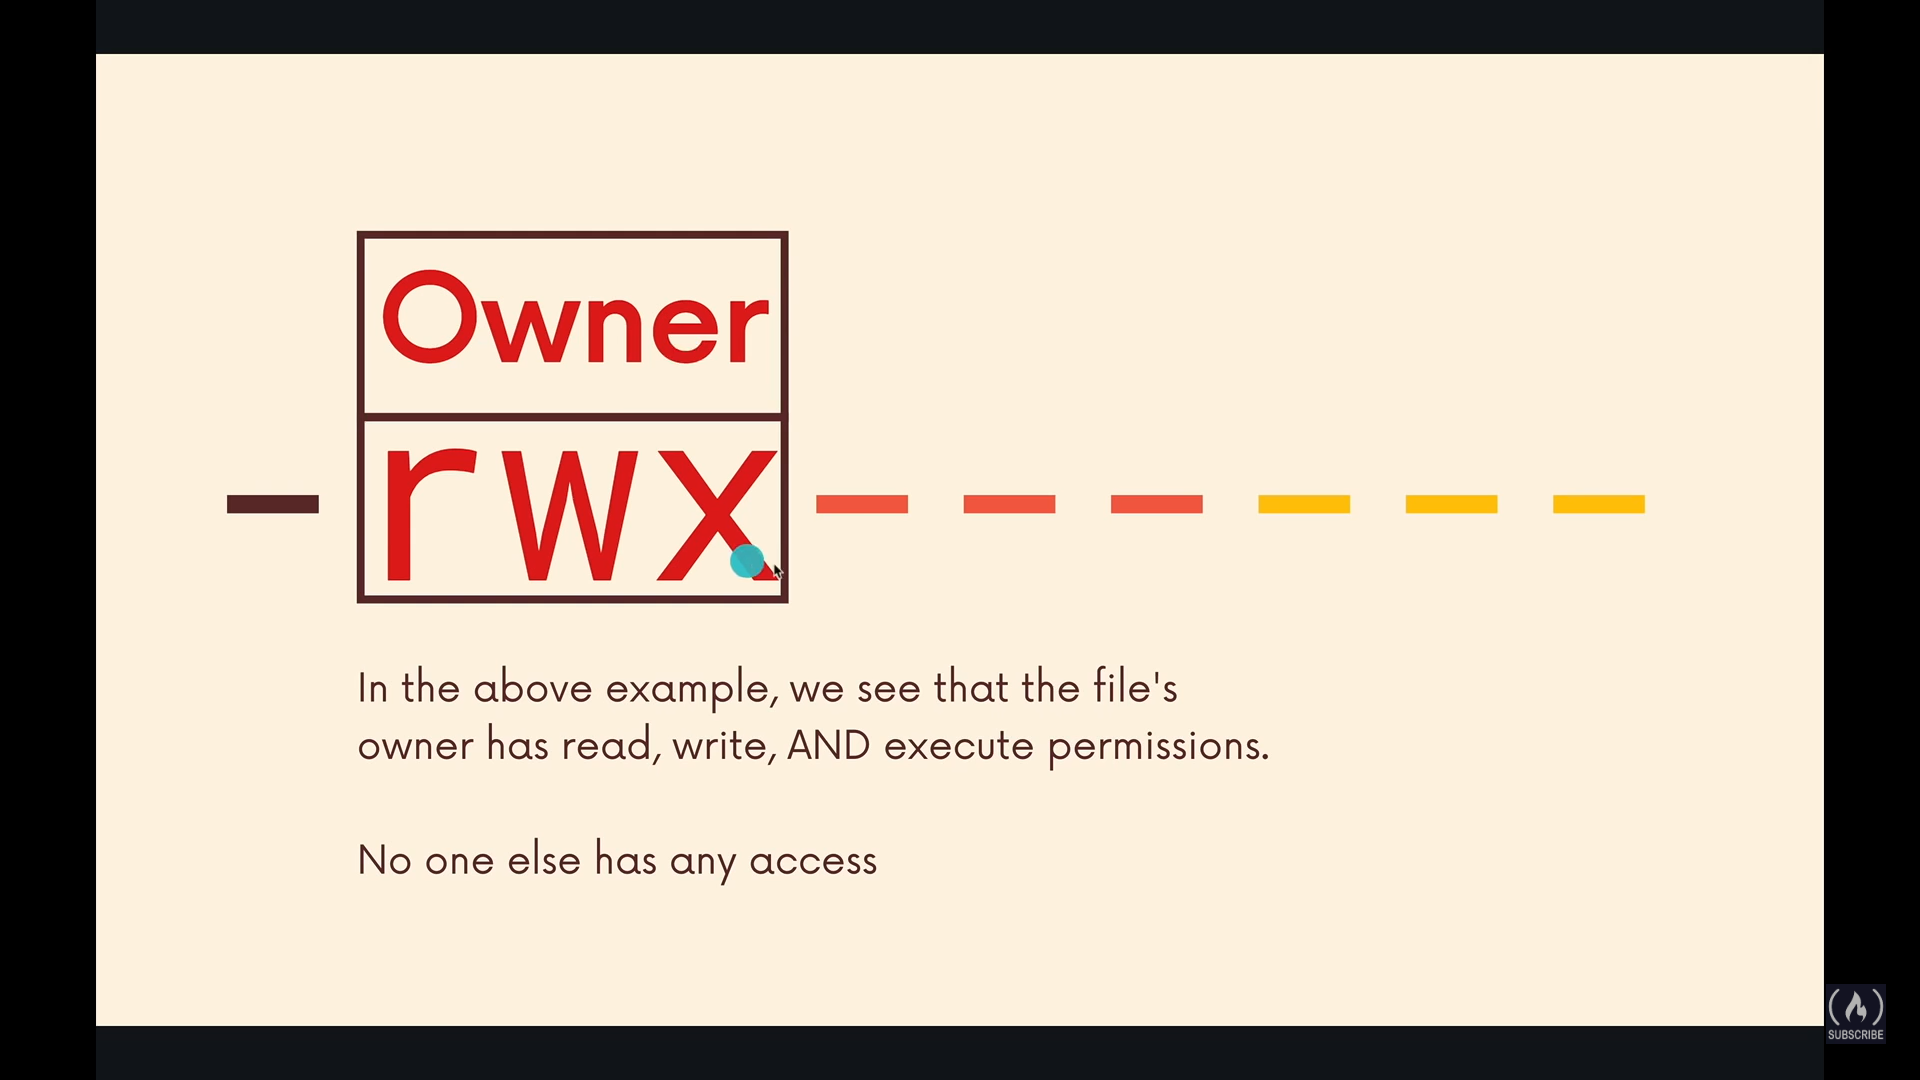 Owner
- rwx - - - - - -
In the above example, we see that the file's
owner has read, write, AND execute permissions.
No one else has any access
SUBSCRIBE